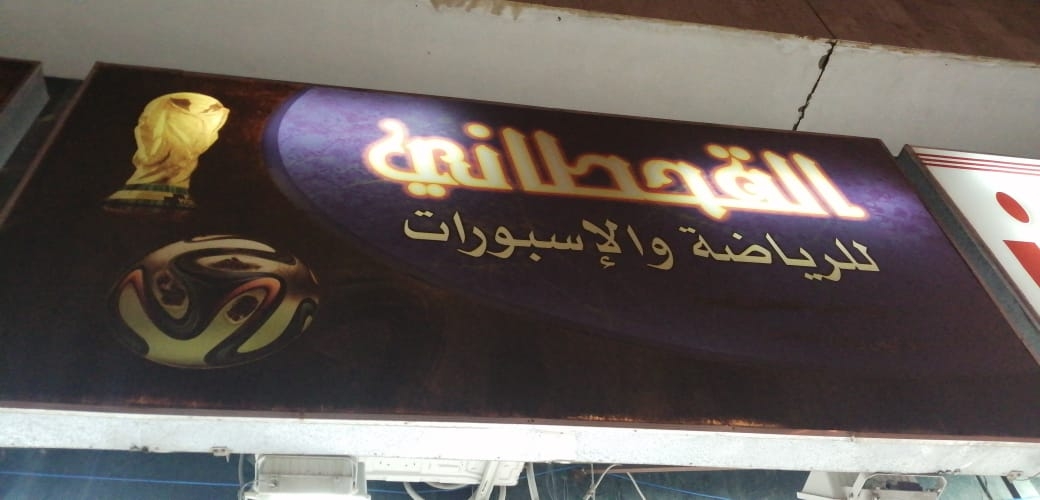 القحطاني
للرياضة والإسبورات